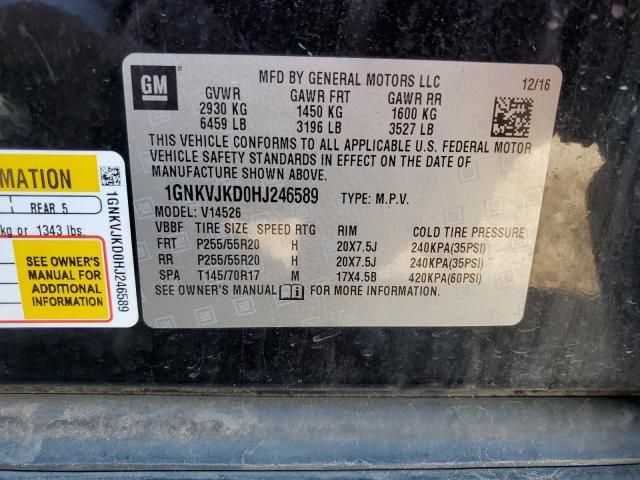 GM
MFD BY GENERAL MOTORS LLC
12/16
GVWR GAWR FRT GAWR RR
2930 KG 1450 KG 1600 KG
6459 LB 3196 LB 3527 LB
THIS VEHICLE CONFORMS TO ALL APPLICABLE U.S. FEDERAL MOTOR
VEHICLE SAFETY STANDARDS IN EFFECT ON THE DATE OF
MANUFACTURE SHOWN ABOVE.
1GNKVJKD0HJ246589 TYPE: M.P.V.
MODEL: V14526
VBBF TIRE SIZE SPEED RTG RIM COLD TIRE PRESSURE
FRT P255/55R20 H 20X7.5J 240KPA(35PSI)
RR P255/55R20 H 20X7.5J 240KPA(35PSI)
SPA T145/70R17 M 17X4.5B 420KPA(60PSI)
SEE OWNER'S MANUAL FOR MORE INFORMATION
MATION
REAR 5
kg or 1343 lbs.
SEE OWNER'S
MANUAL FOR
ADDITIONAL
INFORMATION
1GNKVJKD0HJ246589